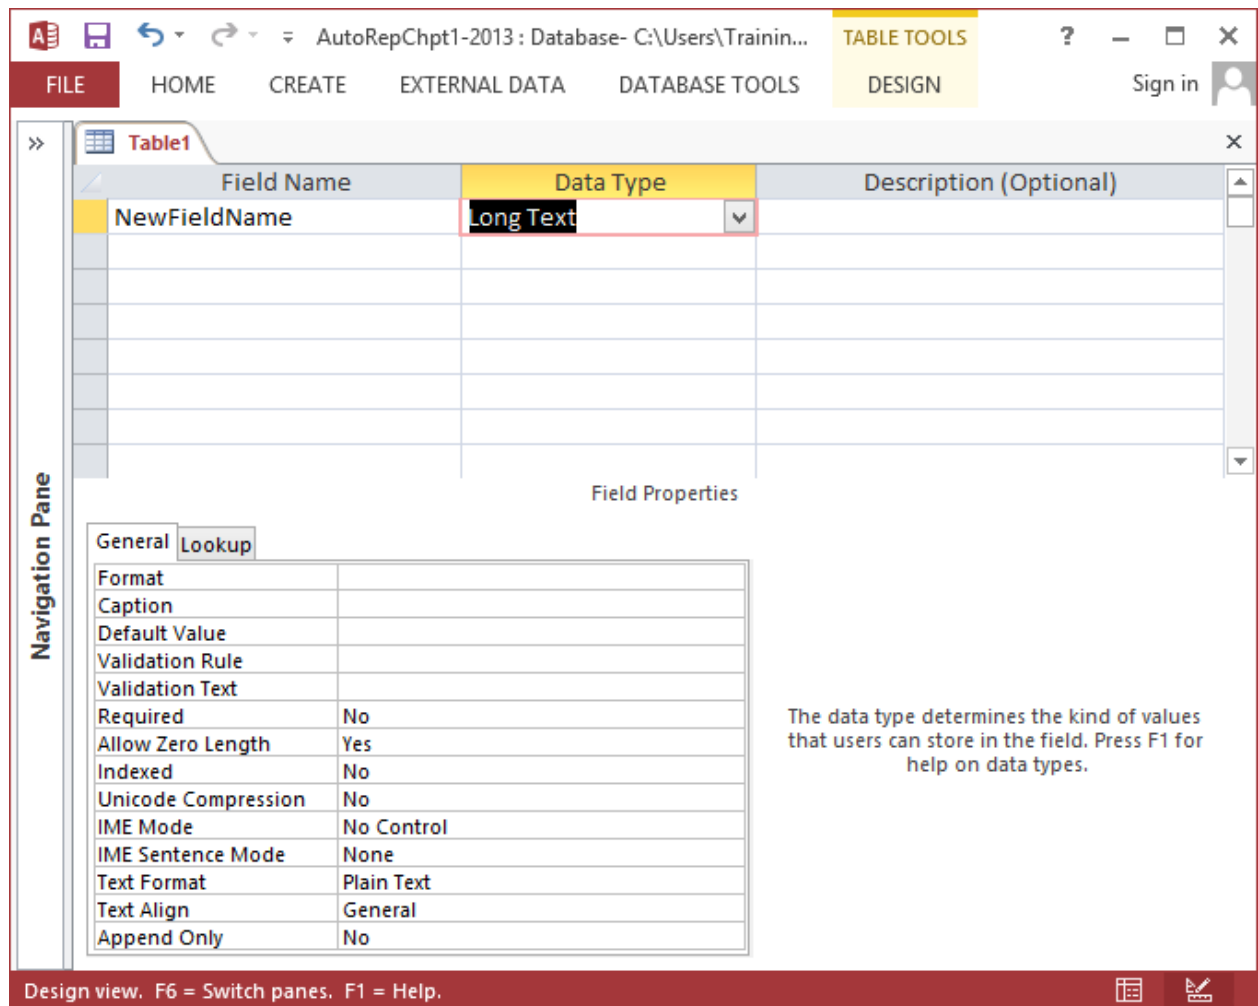 AutoRepChpt1-2013 : Database- C:\Users\Trainin...
TABLE TOOLS
?
FILE HOME CREATE EXTERNAL DATA DATABASE TOOLS DESIGN Sign in
Table1
Field Name Data Type Description (Optional)
NewFieldName Long Text
Navigation Pane
Field Properties
General Lookup
Format
Caption
Default Value
Validation Rule
Validation Text
Required No
Allow Zero Length Yes
Indexed No
Unicode Compression No
IME Mode No Control
IME Sentence Mode None
Text Format Plain Text
Text Align General
Append Only No
The data type determines the kind of values
that users can store in the field. Press F1 for
help on data types.
Design view. F6 = Switch panes. F1 = Help.